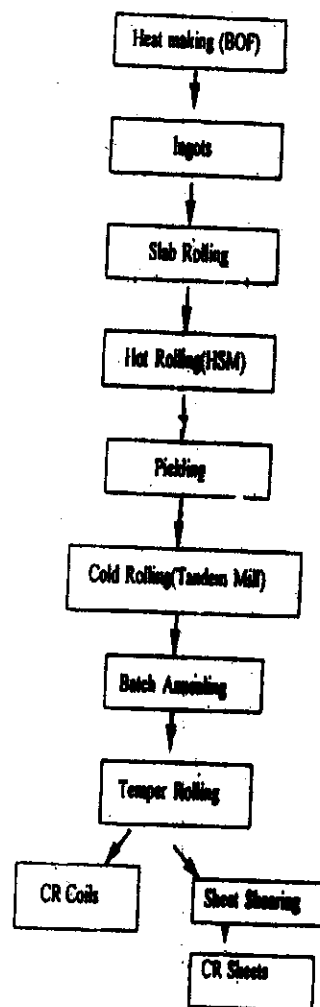 Heat making (BOF)
Ingots
Slab Rolling
Hot Rolling(HSM)
Pickling
Cold Rolling(Tandem Mill)
Batch Annealing
Temper Rolling
CR Coils
Sheet Shearing
CR Sheets